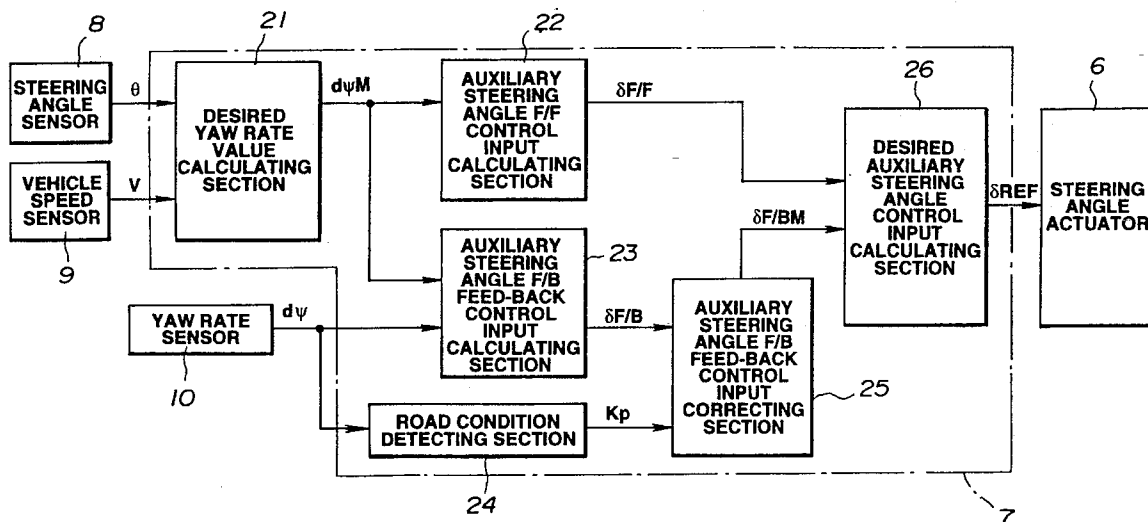 8
STEERING
ANGLE
SENSOR
θ
VEHICLE
SPEED
SENSOR
V
9
21
DESIRED
YAW RATE
VALUE
CALCULATING
SECTION
dψM
22
AUXILIARY
STEERING
ANGLE F/F
CONTROL
INPUT
CALCULATING
SECTION
δF/F
YAW RATE
SENSOR
10
dψ
AUXILIARY
STEERING
ANGLE F/B
FEED-BACK
CONTROL
INPUT
CALCULATING
SECTION
23
δF/B
ROAD CONDITION
DETECTING SECTION
24
Kp
δF/BM
AUXILIARY
STEERING
ANGLE F/B
FEED-BACK
CONTROL
INPUT
CORRECTING
SECTION
25
26
DESIRED
AUXILIARY
STEERING
ANGLE
CONTROL
INPUT
CALCULATING
SECTION
δREF
6
STEERING
ANGLE
ACTUATOR
7